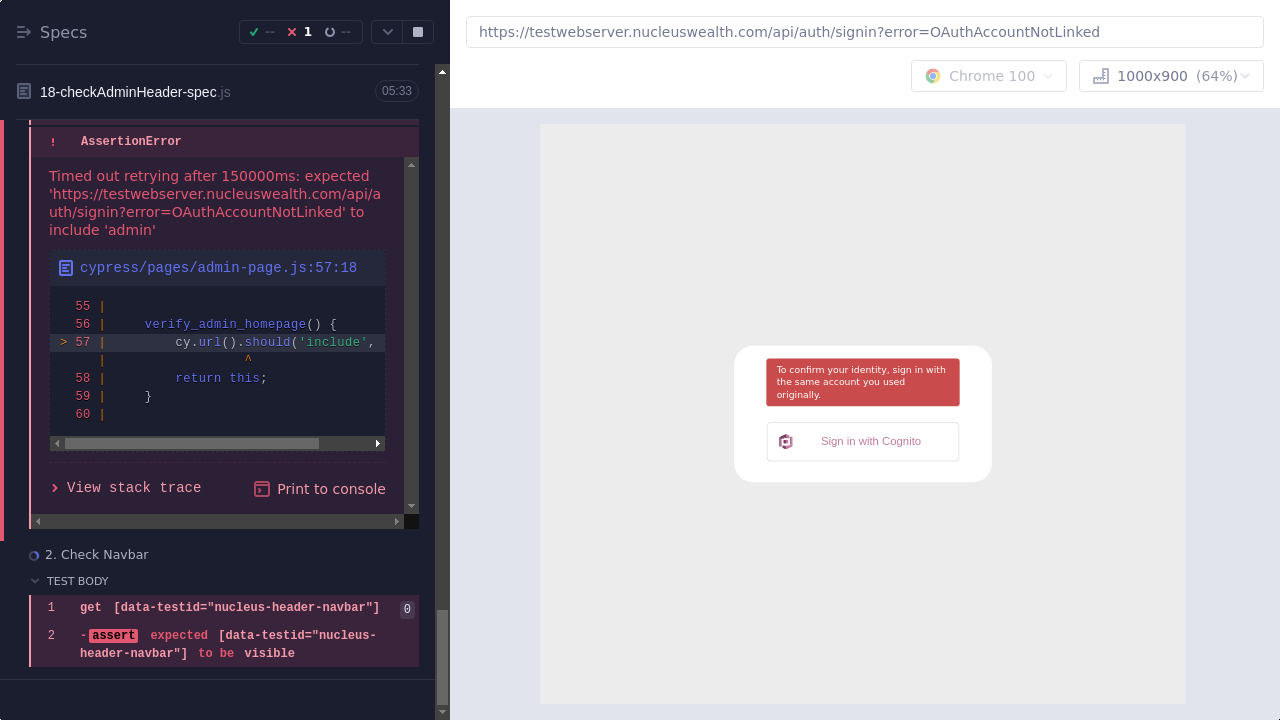 Specs
-- 1 --
18-checkAdminHeader-spec.js 05:33
! AssertionError
Timed out retrying after 150000ms: expected
'https://testwebserver.nucleuswealth.com/api/a
uth/signin?error=OAuthAccountNotLinked' to
include 'admin'
cypress/pages/admin-page.js:57:18
55 |
56 | verify_admin_homepage() {
> 57 | cy.url().should('include',
| ^
58 | return this;
59 | }
60 |
View stack trace Print to console
2. Check Navbar
TEST BODY
1 get [data-testid="nucleus-header-navbar"] 0
2 -assert expected [data-testid="nucleus-
header-navbar"] to be visible
https://testwebserver.nucleuswealth.com/api/auth/signin?error=OAuthAccountNotLinked
Chrome 100 1000x900 (64%)
To confirm your identity, sign in with
the same account you used
originally.
Sign in with Cognito